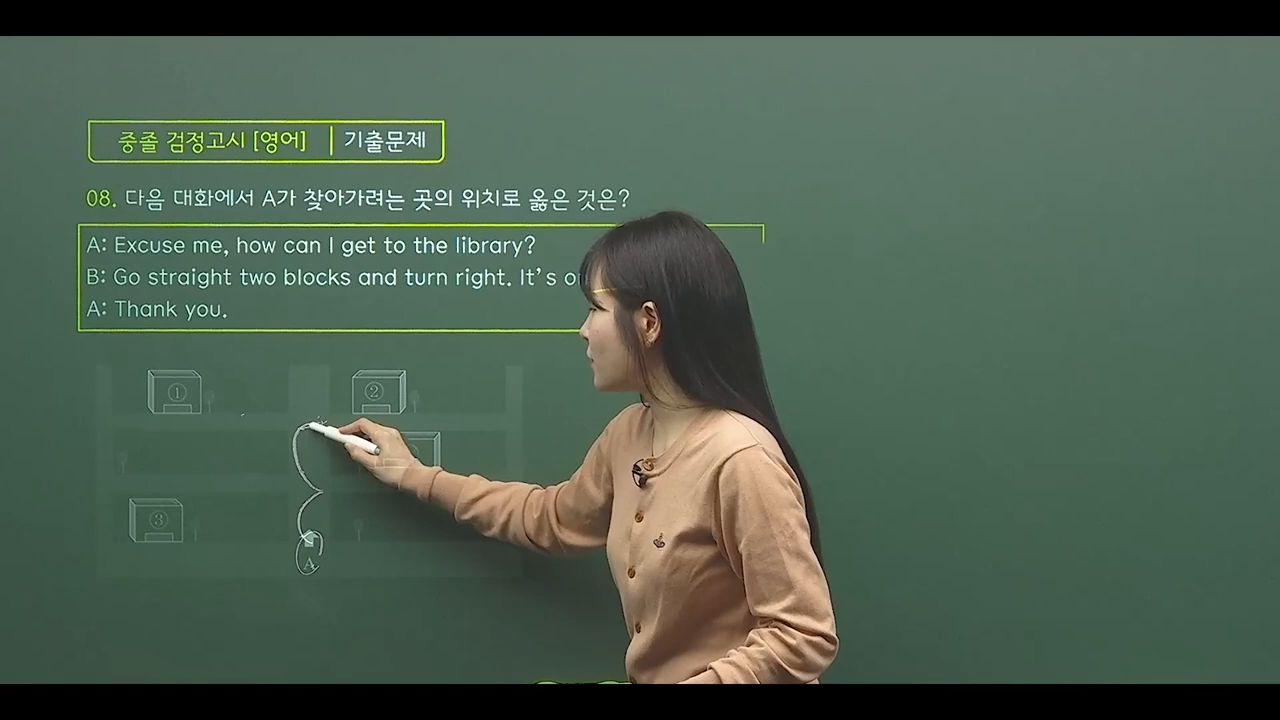 중졸 검정고시 [영어] | 기출문제
08. 다음 대화에서 A가 찾아가려는 곳의 위치로 옳은 것은?
A: Excuse me, how can I get to the library?
B: Go straight two blocks and turn right. It's
A: Thank you.
① ②
③
A